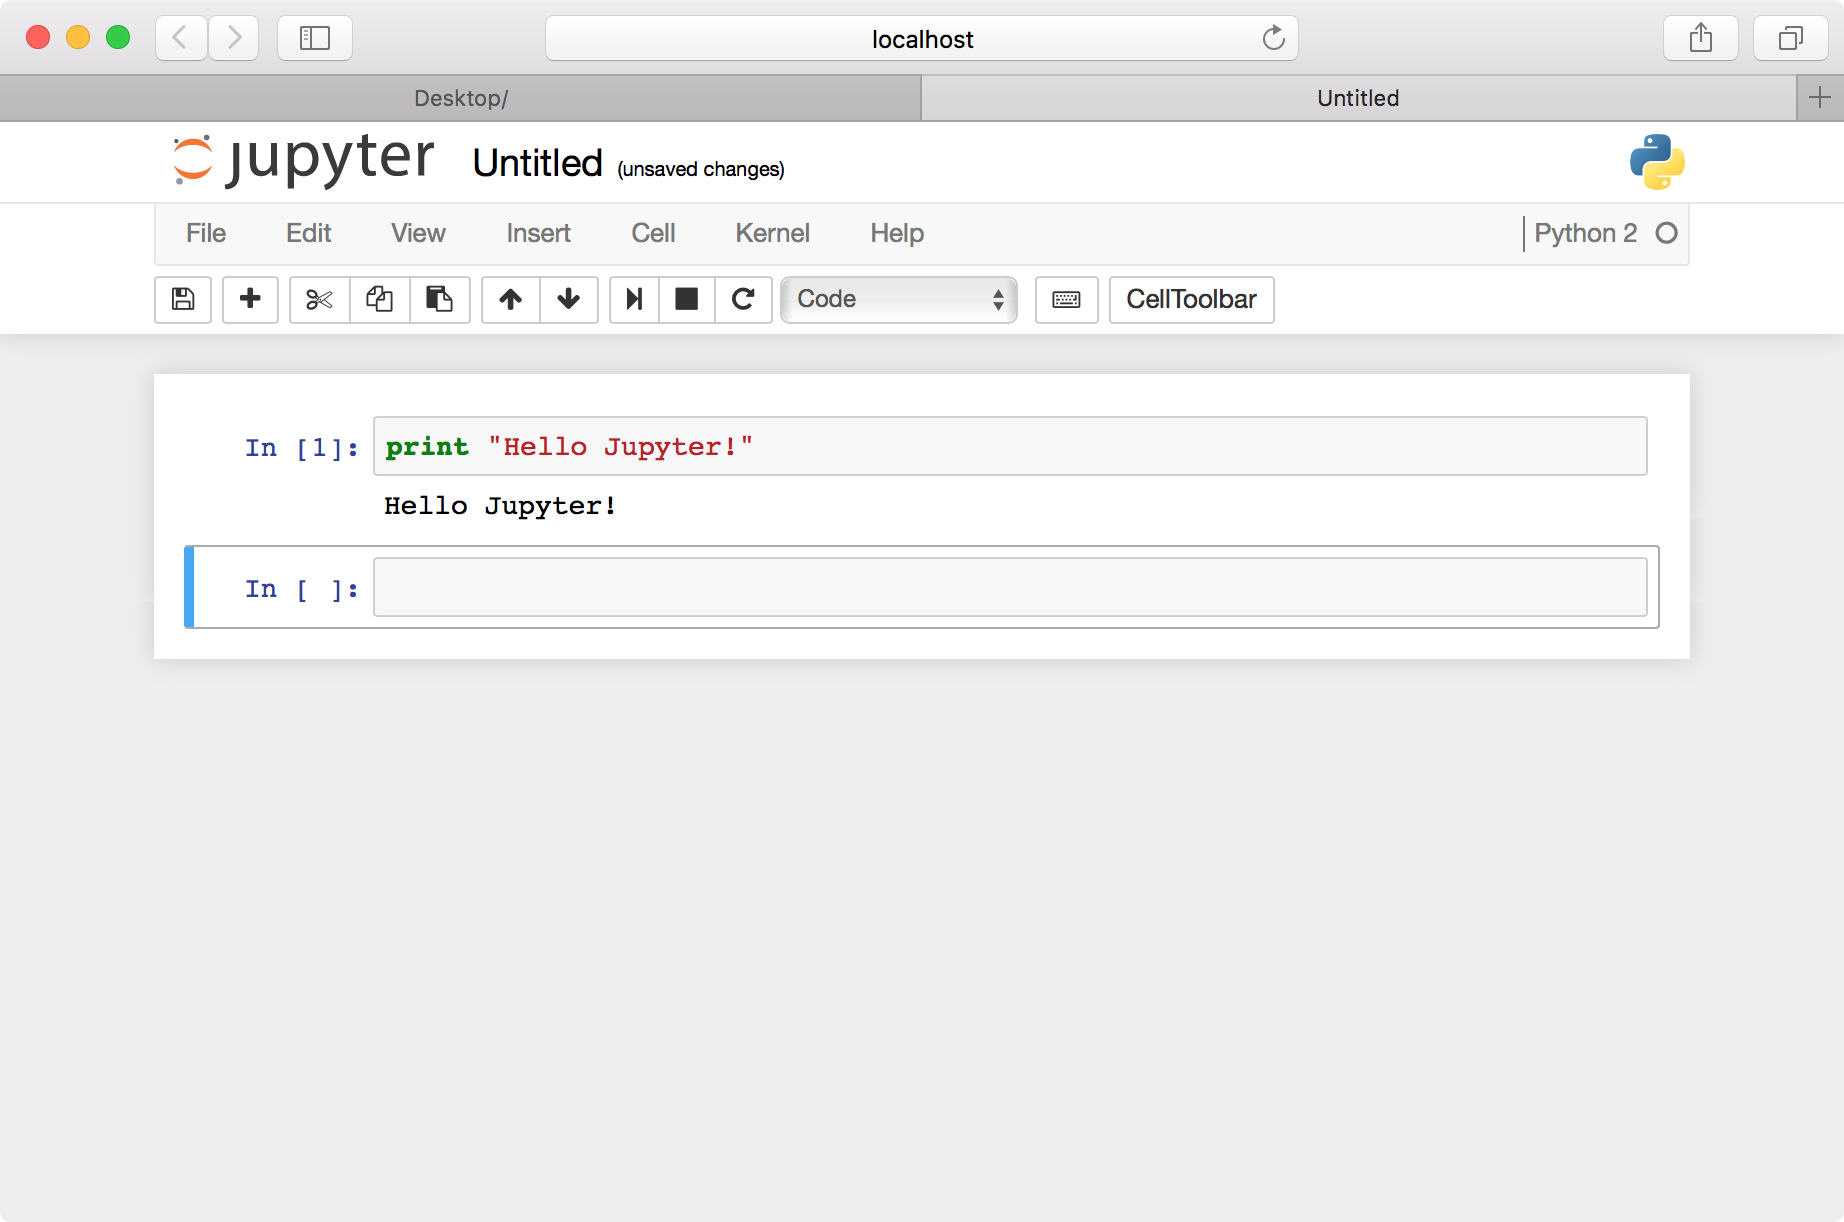 localhost
Desktop/ Untitled
jupyter Untitled (unsaved changes)
File Edit View Insert Cell Kernel Help Python 2
Code CellToolbar
In [1]: print "Hello Jupyter!"
Hello Jupyter!
In [ ]: